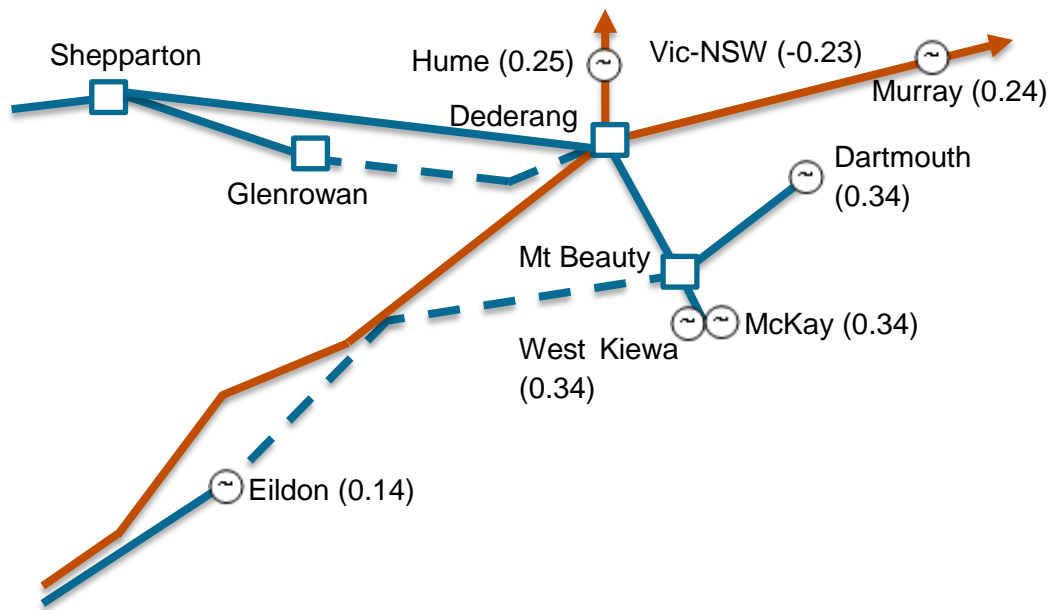 Shepparton
Hume (0.25)
Vic-NSW (-0.23)
Murray (0.24)
Dederang
Dartmouth
(0.34)
Glenrowan
Mt Beauty
McKay (0.34)
West Kiewa
(0.34)
Eildon (0.14)
~
~
~
~
~
~